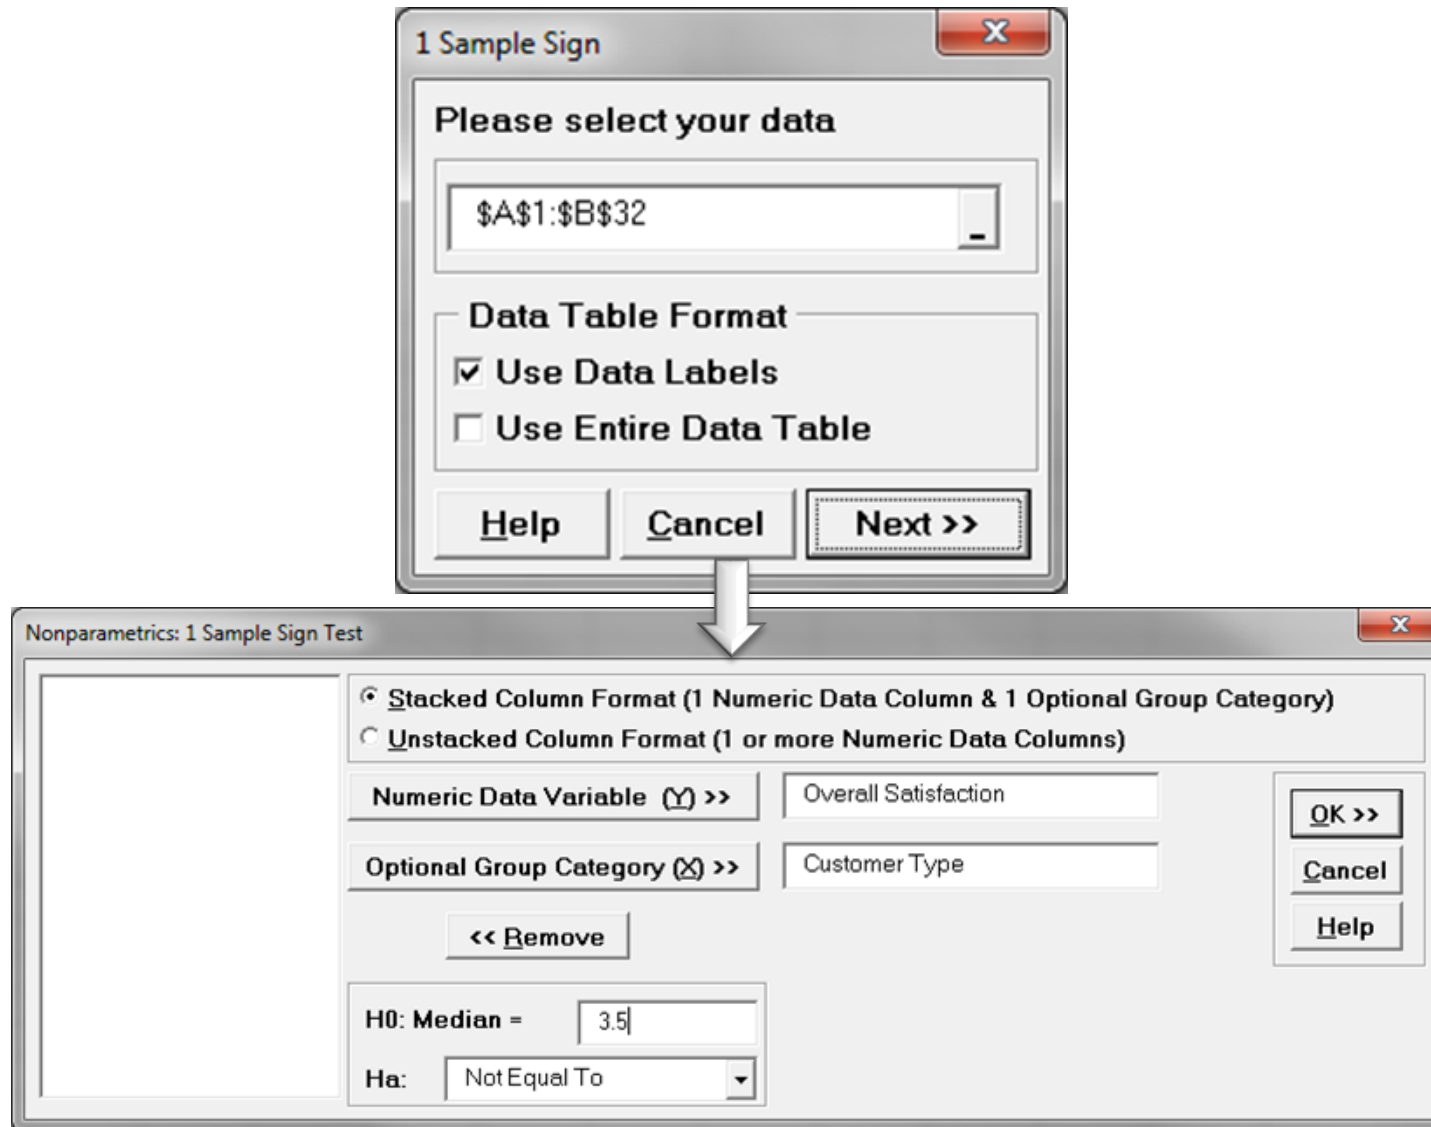 1 Sample Sign
Please select your data
$A$1:$B$32
Data Table Format
Use Data Labels
Use Entire Data Table
Help Cancel Next >>
Nonparametrics: 1 Sample Sign Test
Stacked Column Format (1 Numeric Data Column & 1 Optional Group Category)
Unstacked Column Format (1 or more Numeric Data Columns)
Numeric Data Variable (Y) >> Overall Satisfaction
OK >>
Optional Group Category (X) >> Customer Type
Cancel
<< Remove
Help
H0: Median = 3.5
Ha: Not Equal To